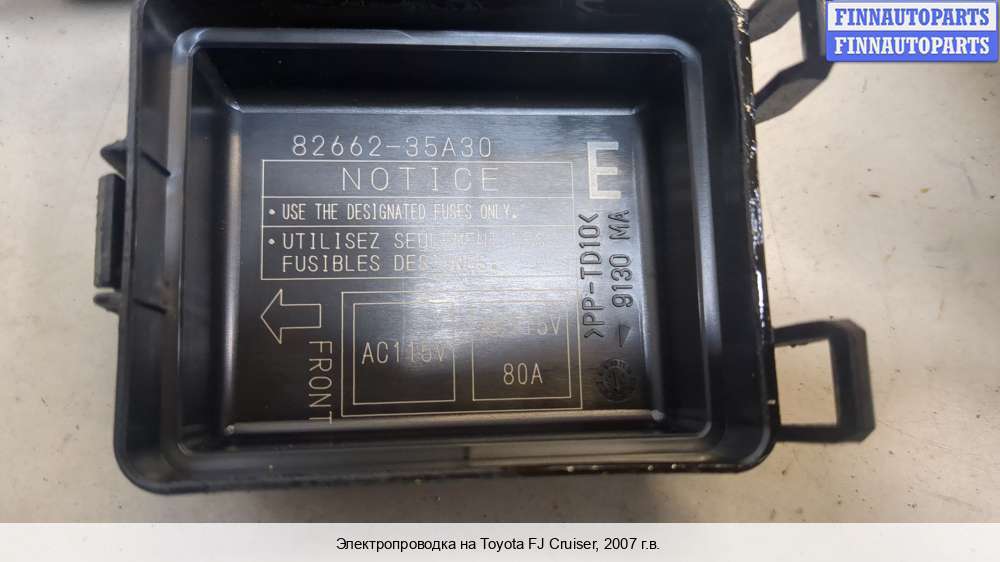 FINNAUTOPARTS
FINNAUTOPARTS
82662-35A30
NOTICE
• USE THE DESIGNATED FUSES ONLY.
• UTILISEZ SEULEMENT
FUSIBLES
E
>PP-TD10<
9130 MA
FRONT
AC115V
80A
Электропроводка на Toyota FJ Cruiser, 2007 г.в.